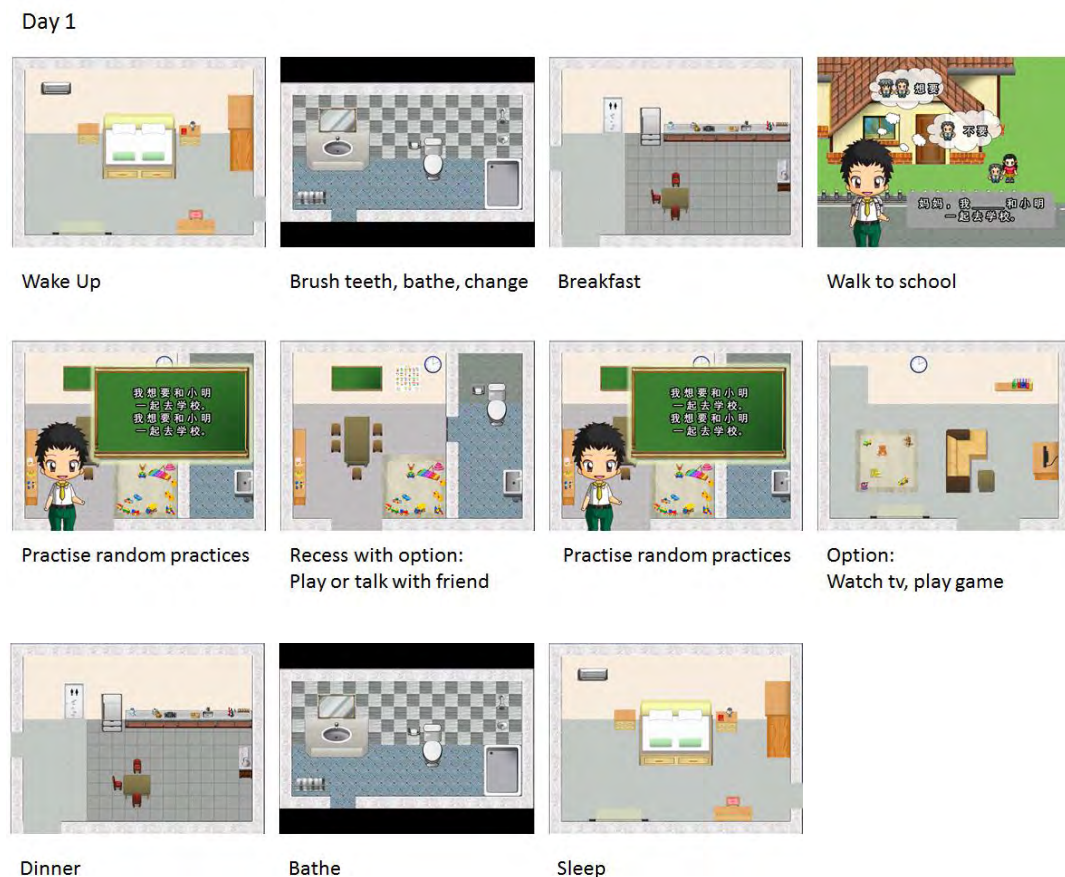 Day 1
想要
不要
妈妈，我____和小明
一起去学校。
Wake Up
Brush teeth, bathe, change
Breakfast
Walk to school
我想要和小明
一起去学校。
我想要和小明
一起去学校。
我想要和小明
一起去学校。
我想要和小明
一起去学校。
Practise random practices
Recess with option:
Play or talk with friend
Practise random practices
Option:
Watch tv, play game
Dinner
Bathe
Sleep